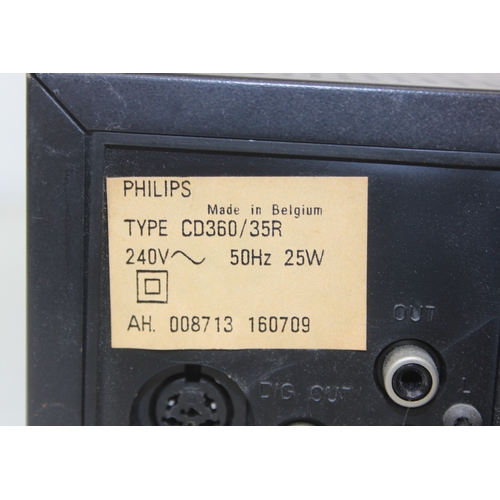 PHILIPS
Made in Belgium
TYPE CD360/35R
240V~ 50Hz 25W
AH. 008713 160709
OUT
DIG OUT
L